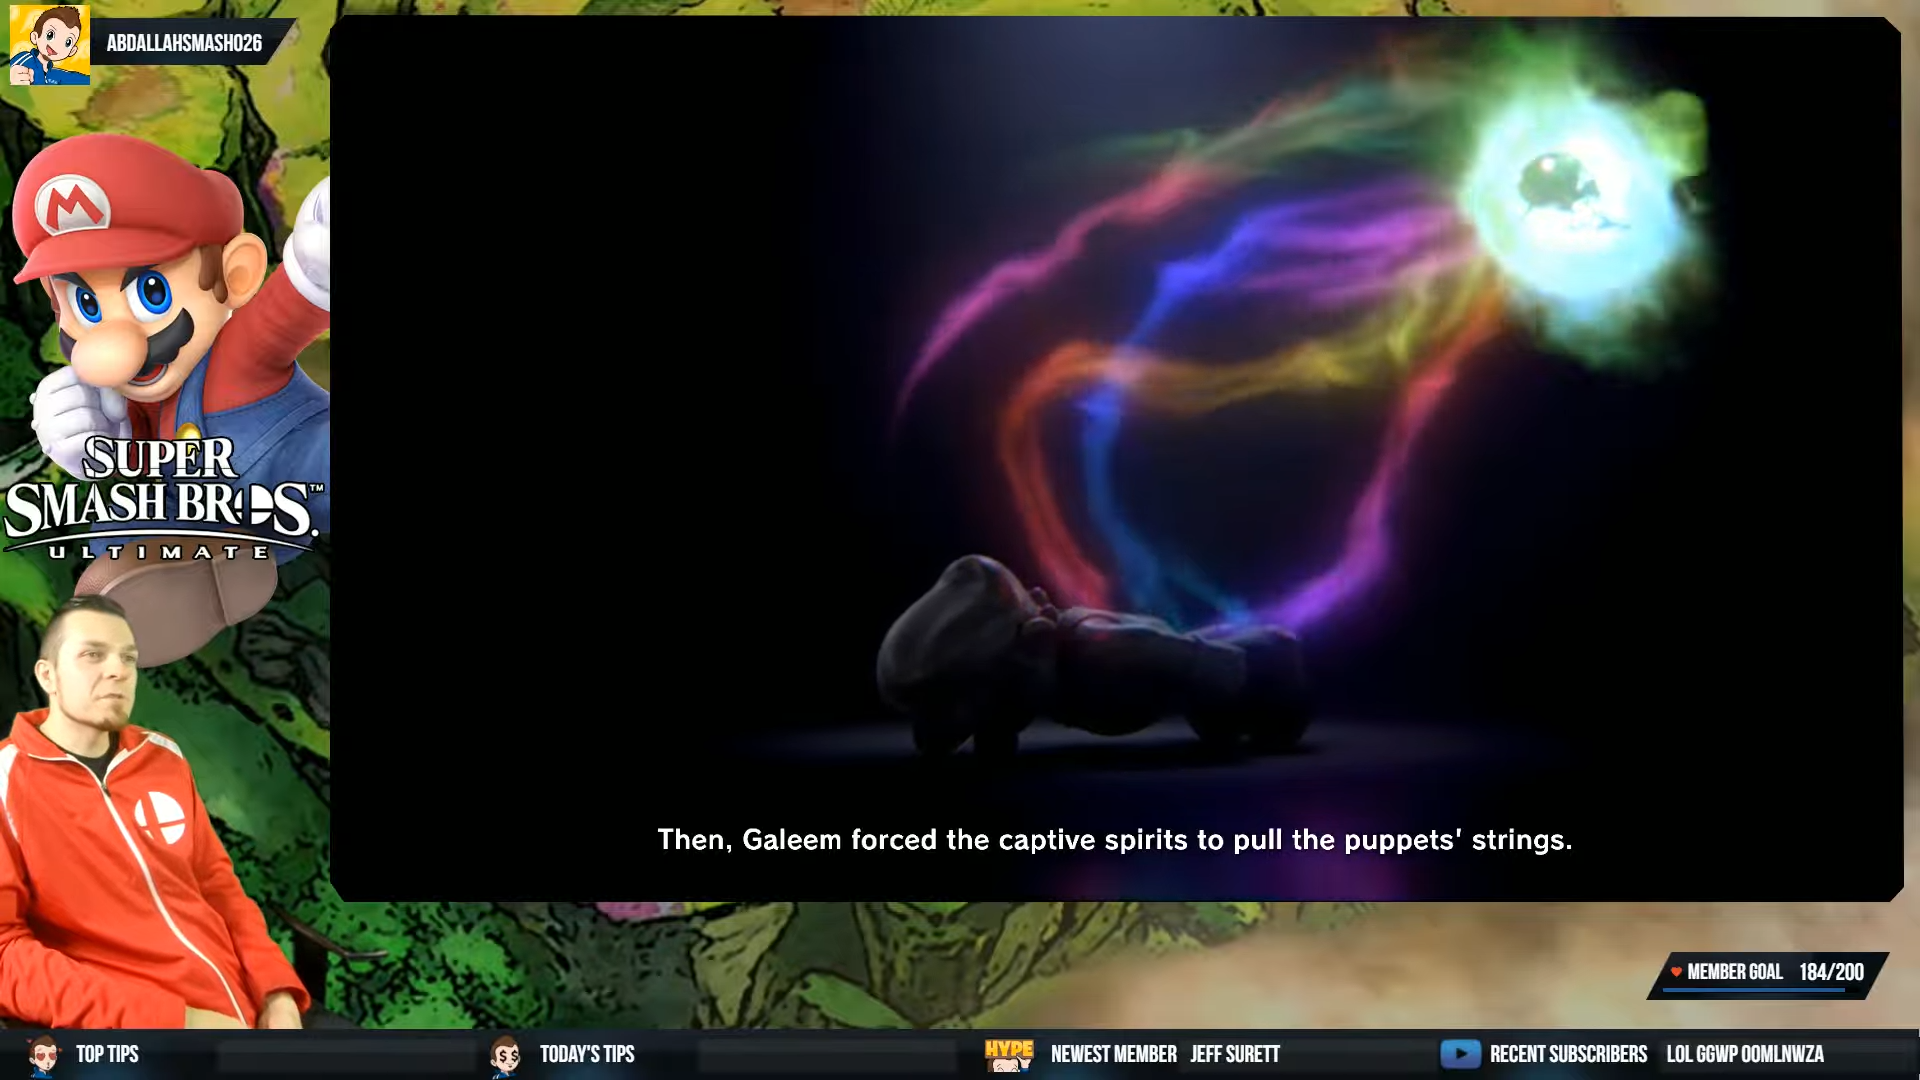 ABDALLAHSMASH026
M
SUPER
SMASH BROS.™
ULTIMATE
Then, Galeem forced the captive spirits to pull the puppets' strings.
MEMBER GOAL 184/200
TOP TIPS
TODAY'S TIPS
HYPE
NEWEST MEMBER JEFF SURETT
RECENT SUBSCRIBERS LOL GGWP OOMLNWZA